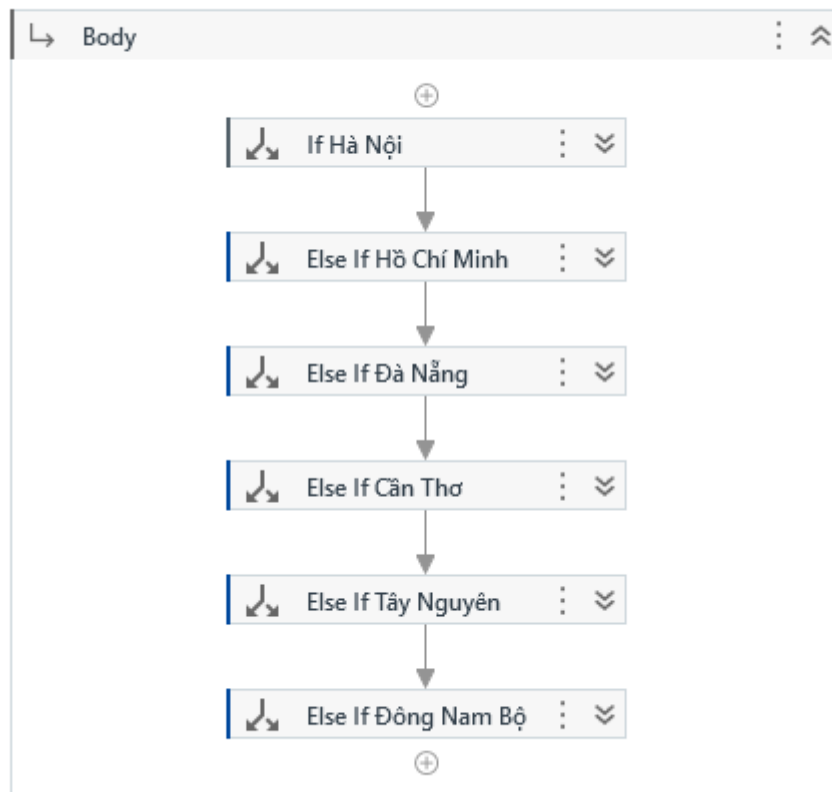 Body
If Hà Nội
Else If Hồ Chí Minh
Else If Đà Nẵng
Else If Cần Thơ
Else If Tây Nguyên
Else If Đông Nam Bộ